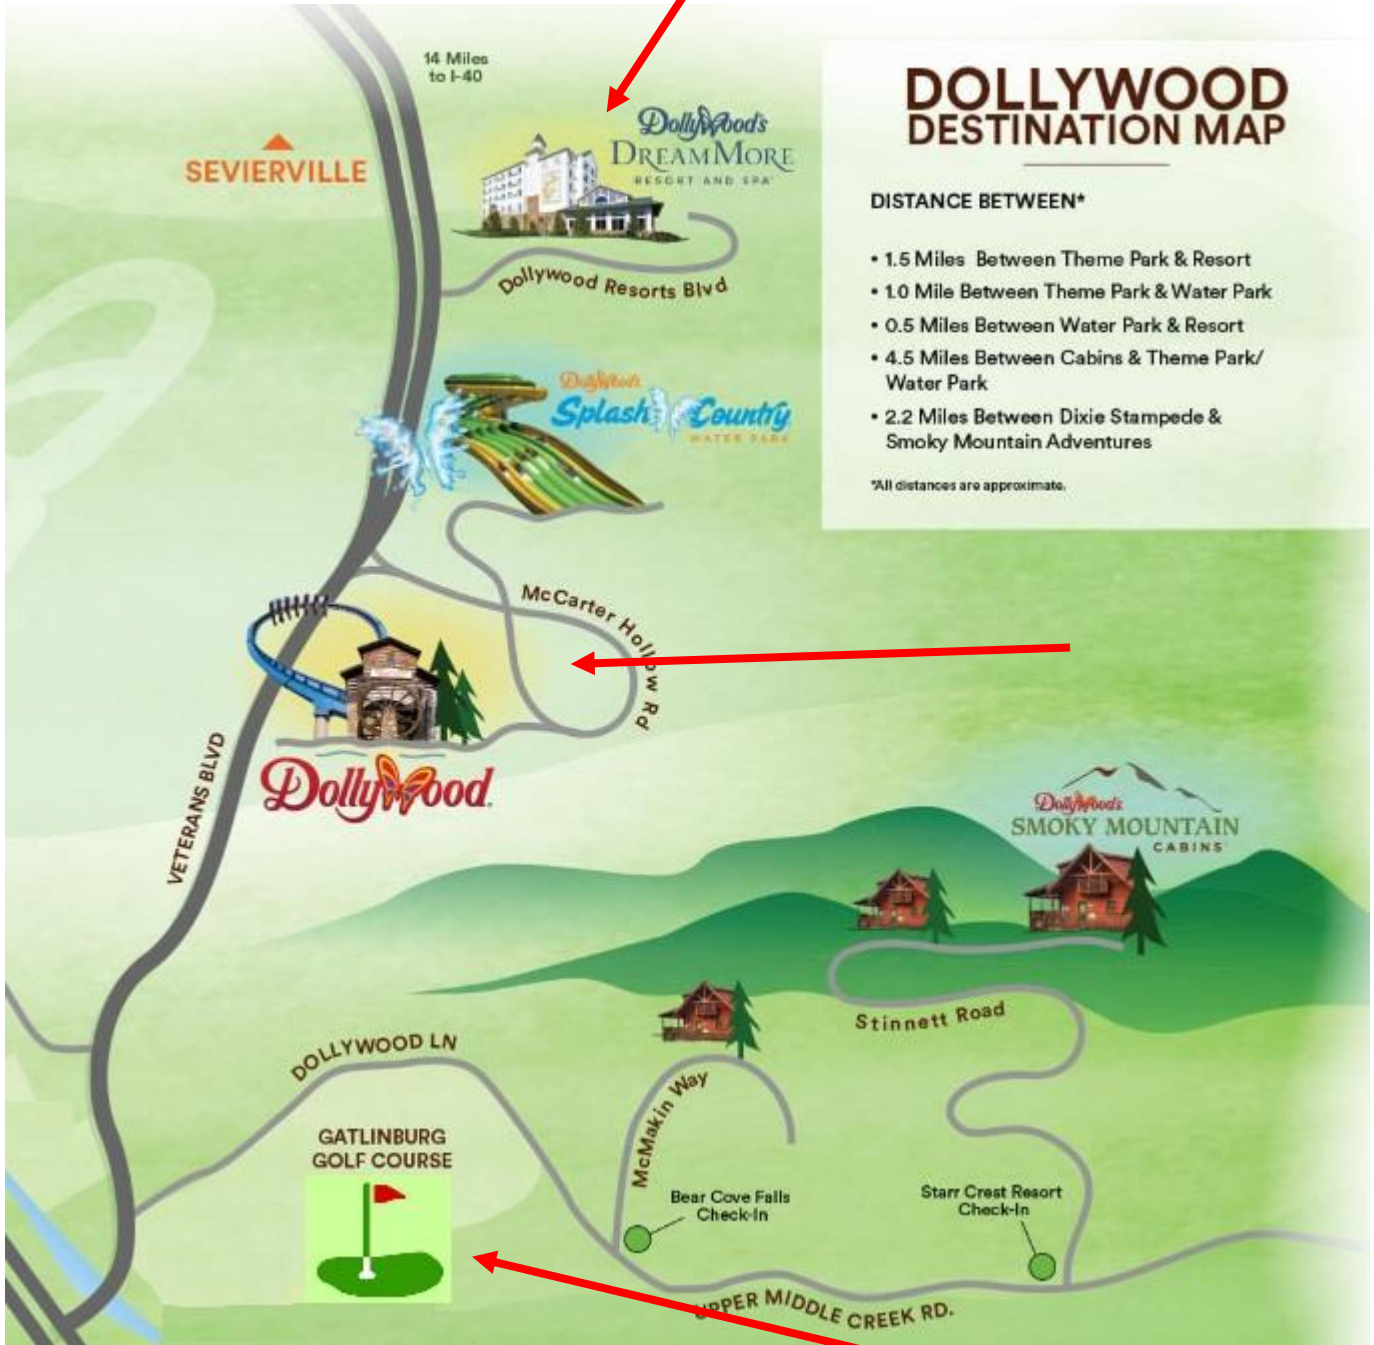 14 Miles
to I-40
SEVIERVILLE
Dollywood's
DREAMMORE
RESORT AND SPA
Dollywood Resorts Blvd
DOLLYWOOD
DESTINATION MAP
DISTANCE BETWEEN*
• 1.5 Miles Between Theme Park & Resort
• 1.0 Mile Between Theme Park & Water Park
• 0.5 Miles Between Water Park & Resort
• 4.5 Miles Between Cabins & Theme Park/
Water Park
• 2.2 Miles Between Dixie Stampede &
Smoky Mountain Adventures
*All distances are approximate.
Dollywood's
Splash Country
WATER PARK
McCarter Hollow Rd
Dollywood
VETERANS BLVD
Dollywood's
SMOKY MOUNTAIN
CABINS
Stinnett Road
DOLLYWOOD LN
McMakin Way
GATLINBURG
GOLF COURSE
Bear Cove Falls
Check-In
Starr Crest Resort
Check-In
UPPER MIDDLE CREEK RD.